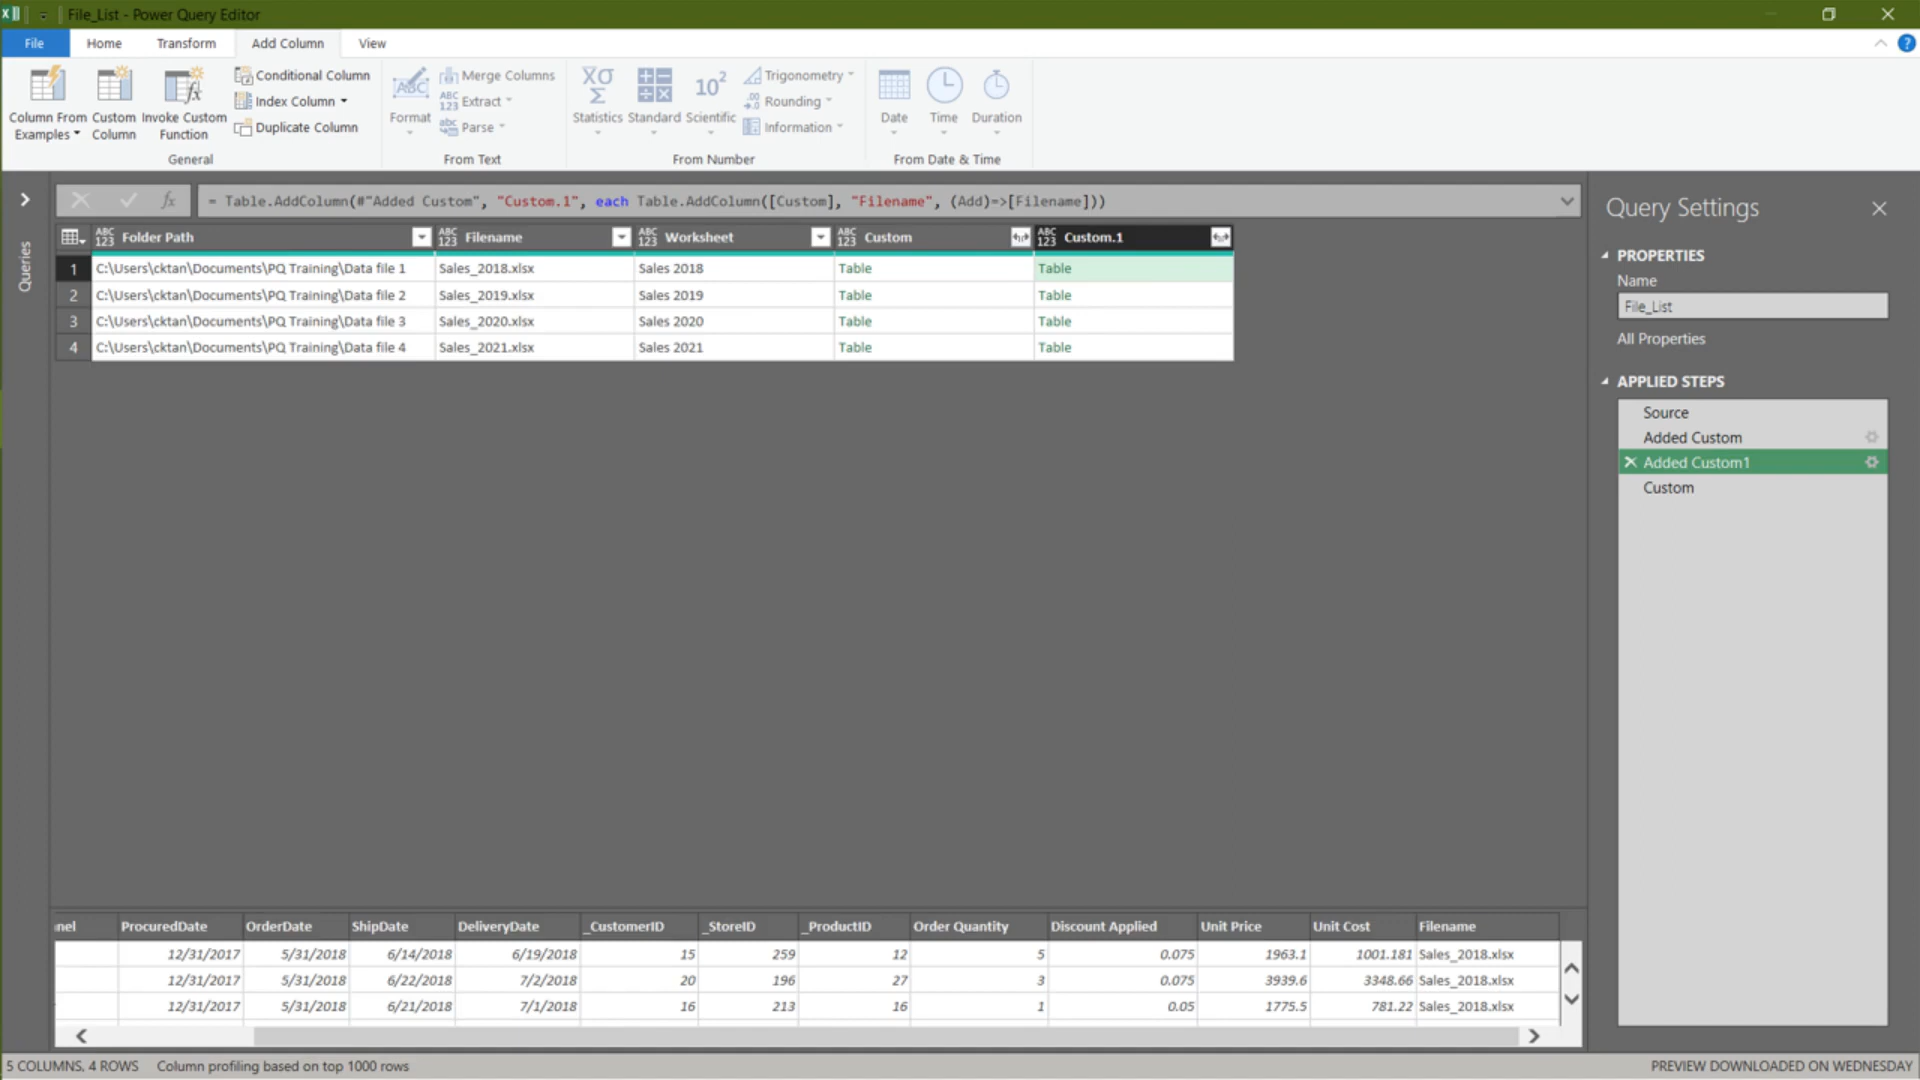 File_List - Power Query Editor
File Home Transform Add Column View
Column From Examples
Custom Column
Invoke Custom Function
Conditional Column
Index Column
Duplicate Column
General
Format
Merge Columns
Extract
Parse
From Text
Statistics
Standard
Scientific
Trigonometry
Rounding
Information
From Number
Date
Time
Duration
From Date & Time
= Table.AddColumn(#"Added Custom", "Custom.1", each Table.AddColumn([Custom], "Filename", (Add)=>[Filename]))
Queries
Folder Path Filename Worksheet Custom Custom.1
1 C:\Users\cktan\Documents\PQ Training\Data file 1 Sales_2018.xlsx Sales 2018 Table Table
2 C:\Users\cktan\Documents\PQ Training\Data file 2 Sales_2019.xlsx Sales 2019 Table Table
3 C:\Users\cktan\Documents\PQ Training\Data file 3 Sales_2020.xlsx Sales 2020 Table Table
4 C:\Users\cktan\Documents\PQ Training\Data file 4 Sales_2021.xlsx Sales 2021 Table Table
Query Settings
PROPERTIES
Name
File_List
All Properties
APPLIED STEPS
Source
Added Custom
Added Custom1
Custom
nel ProcuredDate OrderDate ShipDate DeliveryDate _CustomerID _StoreID _ProductID Order Quantity Discount Applied Unit Price Unit Cost Filename
12/31/2017 5/31/2018 6/14/2018 6/19/2018 15 259 12 5 0.075 1963.1 1001.181 Sales_2018.xlsx
12/31/2017 5/31/2018 6/22/2018 7/2/2018 20 196 27 3 0.075 3939.6 3348.66 Sales_2018.xlsx
12/31/2017 5/31/2018 6/21/2018 7/1/2018 16 213 16 1 0.05 1775.5 781.22 Sales_2018.xlsx
5 COLUMNS, 4 ROWS Column profiling based on top 1000 rows
PREVIEW DOWNLOADED ON WEDNESDAY